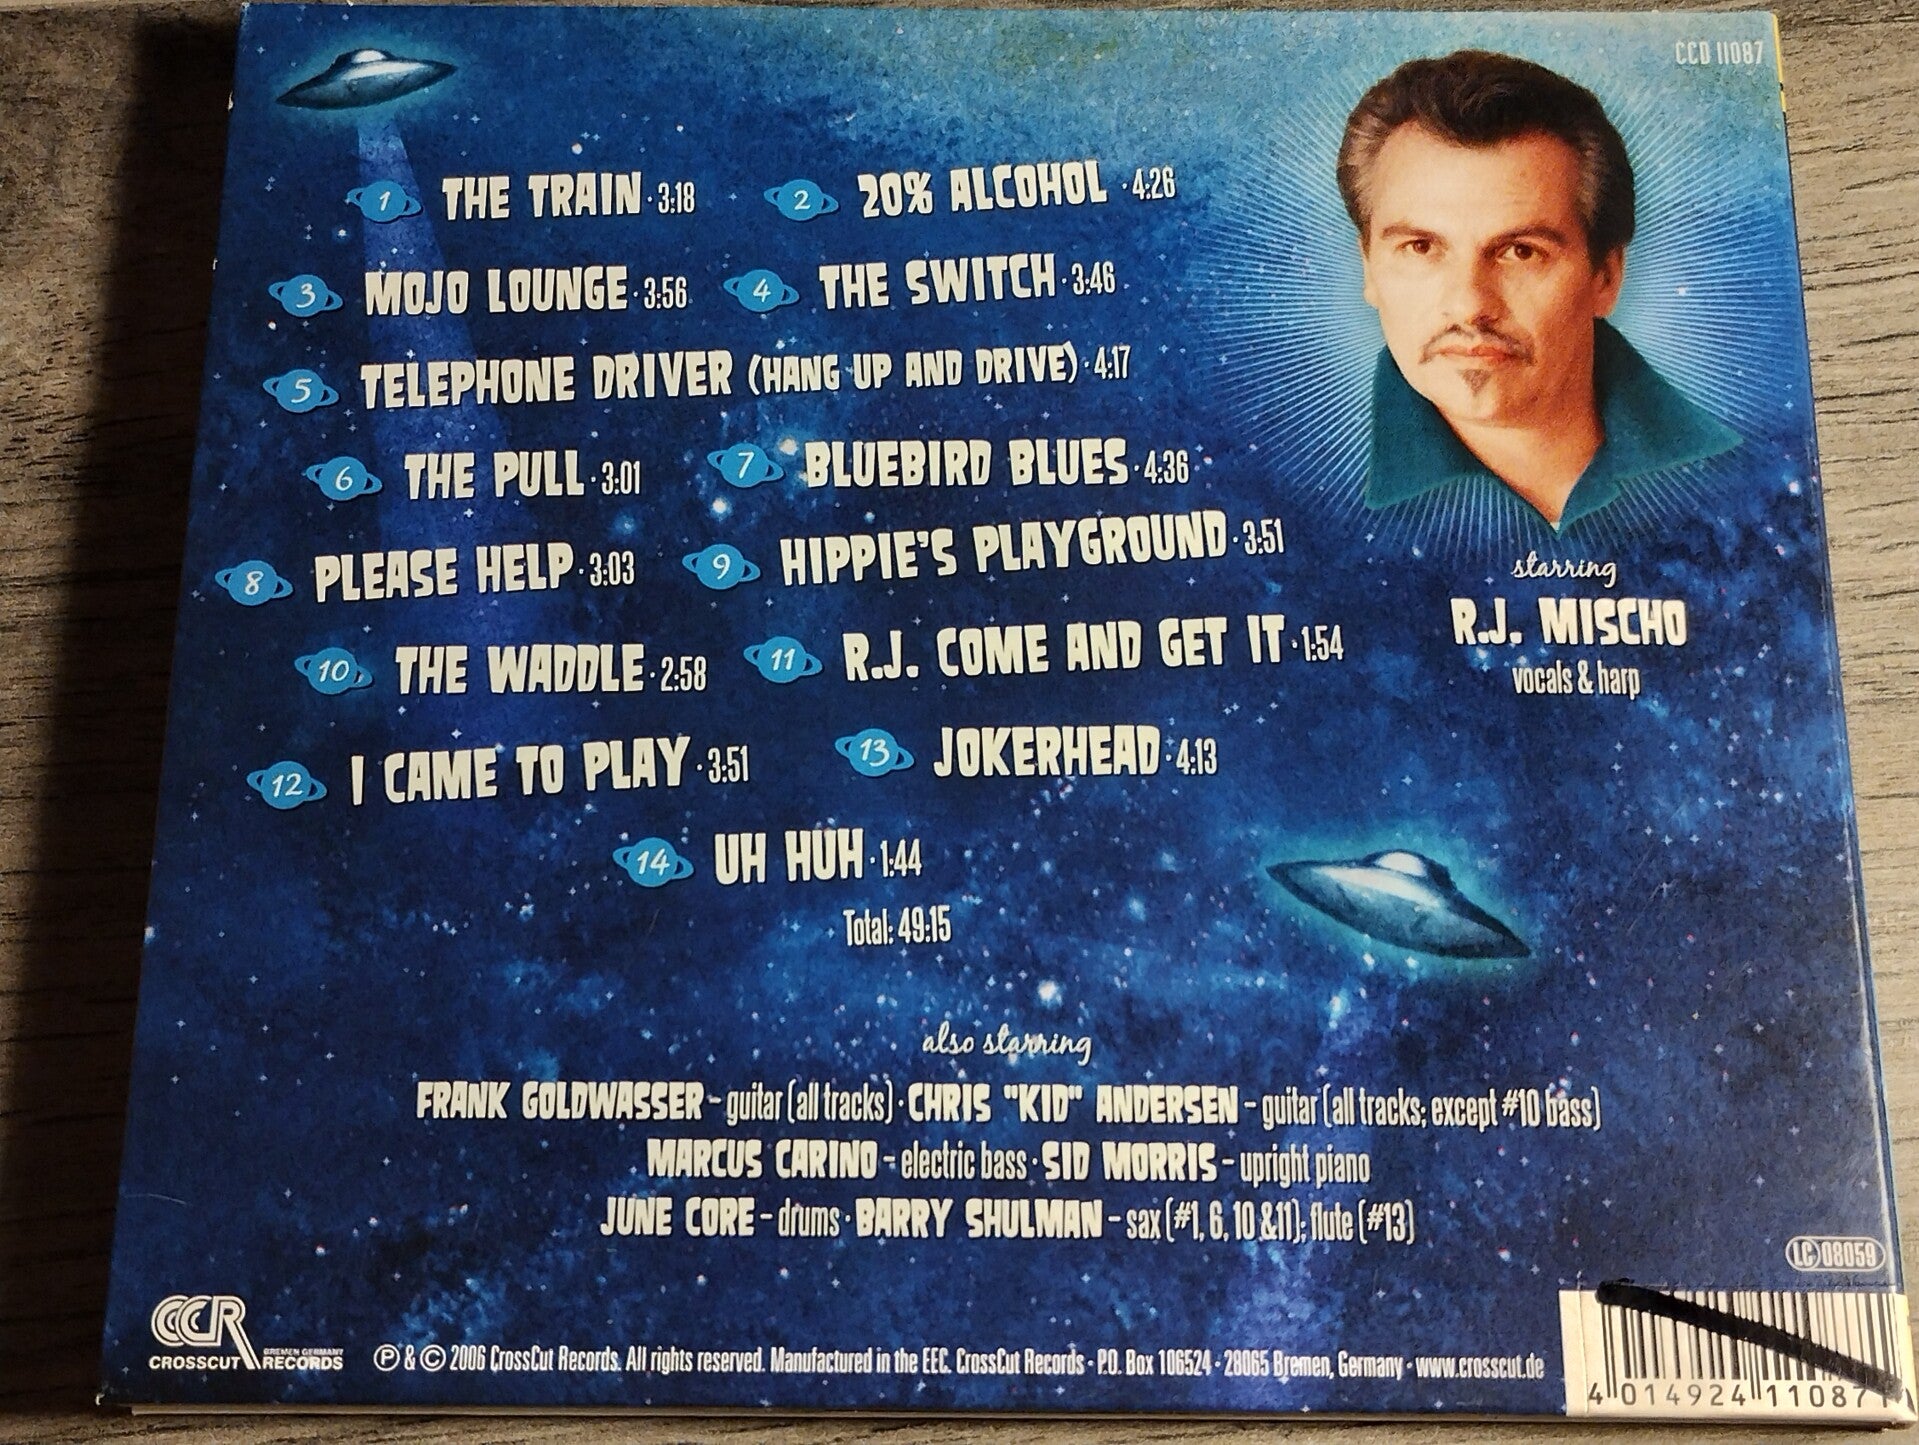 CCD 11087
1 THE TRAIN · 3:18 2 20% ALCOHOL · 4:26
3 MOJO LOUNGE · 3:56 4 THE SWITCH · 3:46
5 TELEPHONE DRIVER (HANG UP AND DRIVE) · 4:17
6 THE PULL · 3:01 7 BLUEBIRD BLUES · 4:36
8 PLEASE HELP · 3:03 9 HIPPIE'S PLAYGROUND · 3:51
10 THE WADDLE · 2:58 11 R.J. COME AND GET IT · 1:54
12 I CAME TO PLAY · 3:51 13 JOKERHEAD · 4:13
14 UH HUH · 1:44
Total: 49:15
starring
R.J. MISCHO
vocals & harp
also starring
FRANK GOLDWASSER – guitar (all tracks) · CHRIS "KID" ANDERSEN – guitar (all tracks; except #10 bass)
MARCUS CARINO – electric bass · SID MORRIS – upright piano
JUNE CORE – drums · BARRY SHULMAN – sax (#1, 6, 10 &11); flute (#13)
LC 08059
CCR
BREMEN GERMANY
CROSSCUT RECORDS
Ⓟ & © 2006 CrossCut Records. All rights reserved. Manufactured in the EEC. CrossCut Records · P.O. Box 106524 · 28065 Bremen, Germany · www.crosscut.de
4 014924 110871